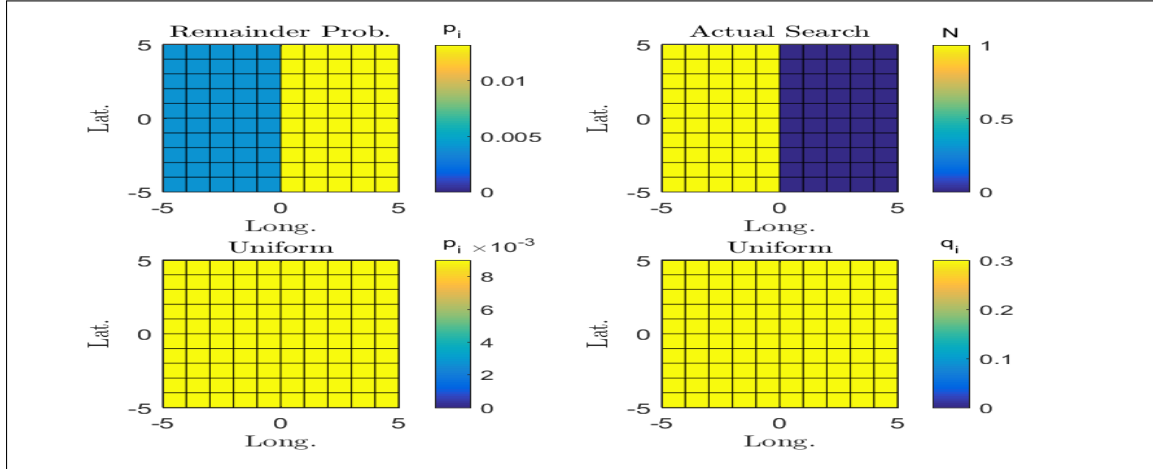 Remainder Prob.
p_i
Actual Search
N
5
0
-5
Lat.
-5 0 5
Long.
0.01
0.005
0
5
0
-5
Lat.
-5 0 5
Long.
1
0.5
0
Uniform
p_i ×10^-3
Uniform
q_i
5
0
-5
Lat.
-5 0 5
Long.
8
6
4
2
0
5
0
-5
Lat.
-5 0 5
Long.
0.3
0.2
0.1
0